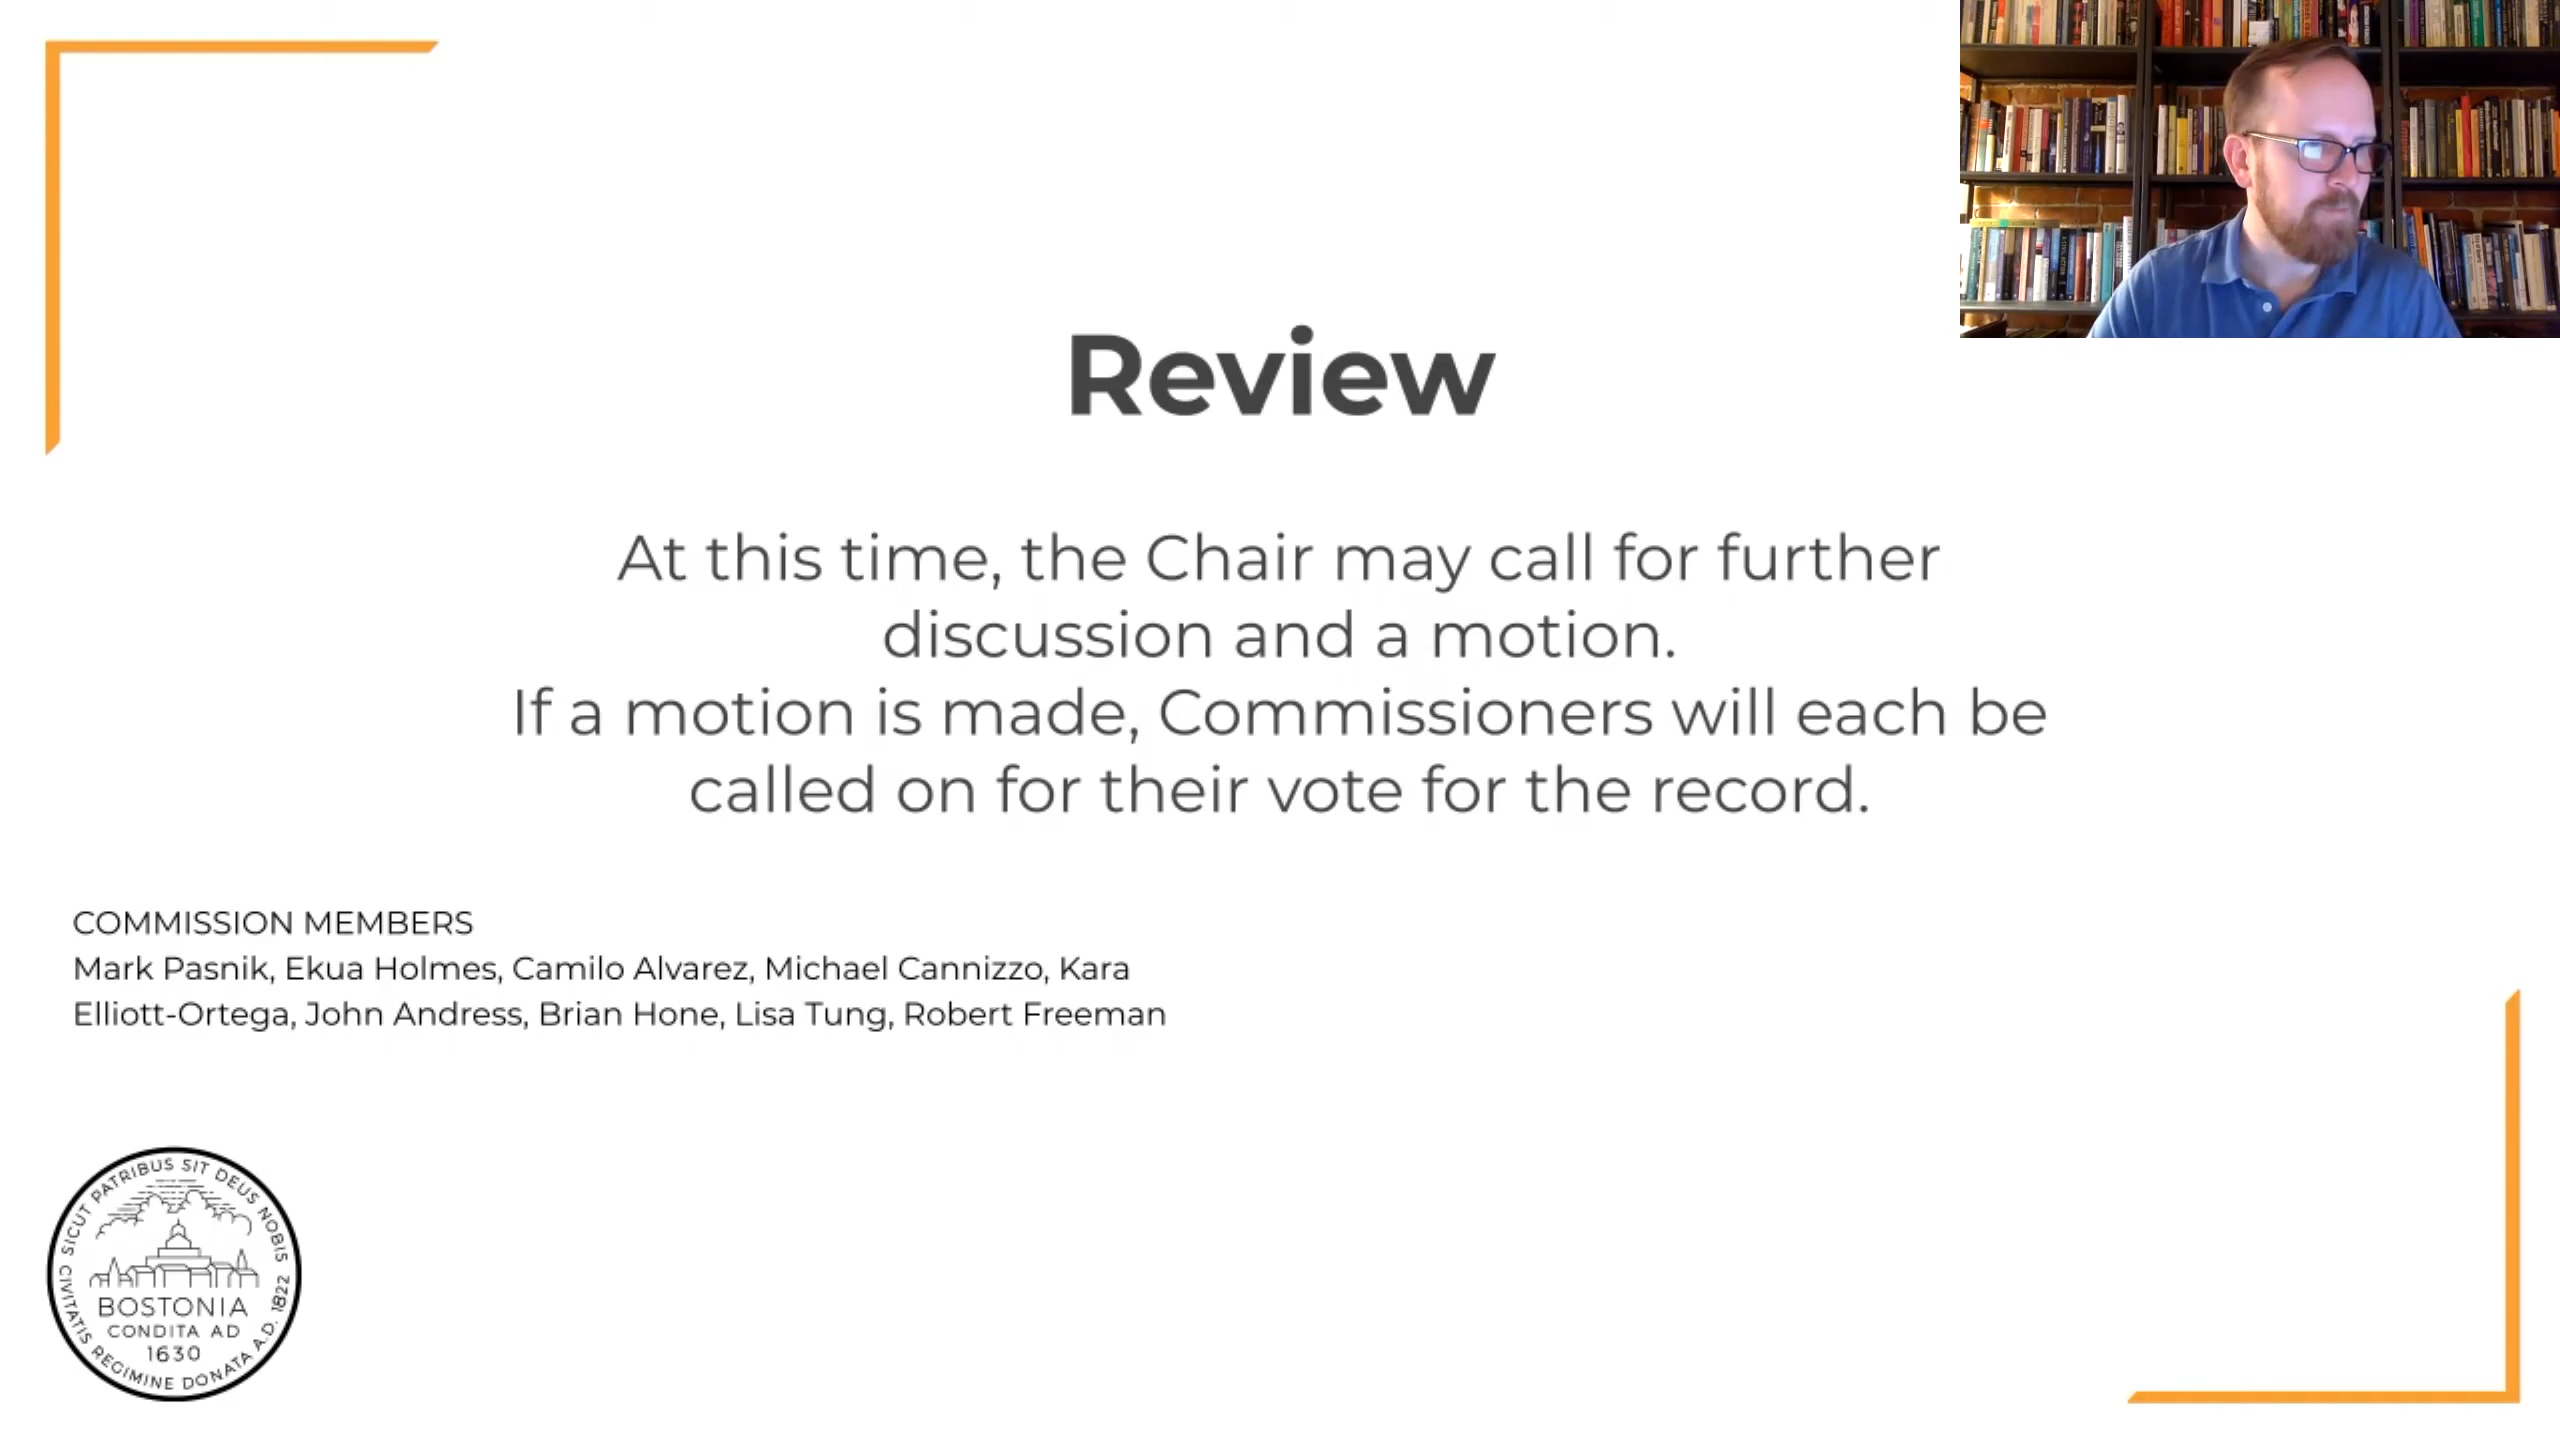 Review
At this time, the Chair may call for further
discussion and a motion.
If a motion is made, Commissioners will each be
called on for their vote for the record.
COMMISSION MEMBERS
Mark Pasnik, Ekua Holmes, Camilo Alvarez, Michael Cannizzo, Kara
Elliott-Ortega, John Andress, Brian Hone, Lisa Tung, Robert Freeman
SICUT PATRIBUS SIT DEUS NOBIS
CIVITATIS REGIMINE DONATA A.D. 1822
BOSTONIA
CONDITA AD
1630